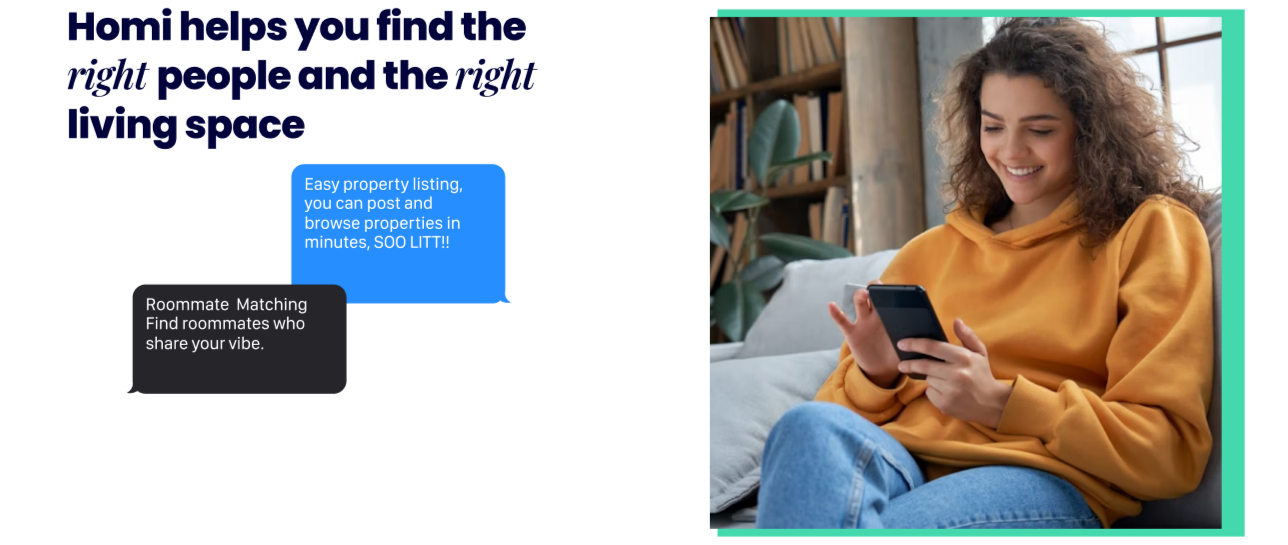 Homi helps you find the
right people and the right
living space
Easy property listing,
you can post and
browse properties in
minutes, SOO LITT!!
Roommate  Matching
Find roommates who
share your vibe.